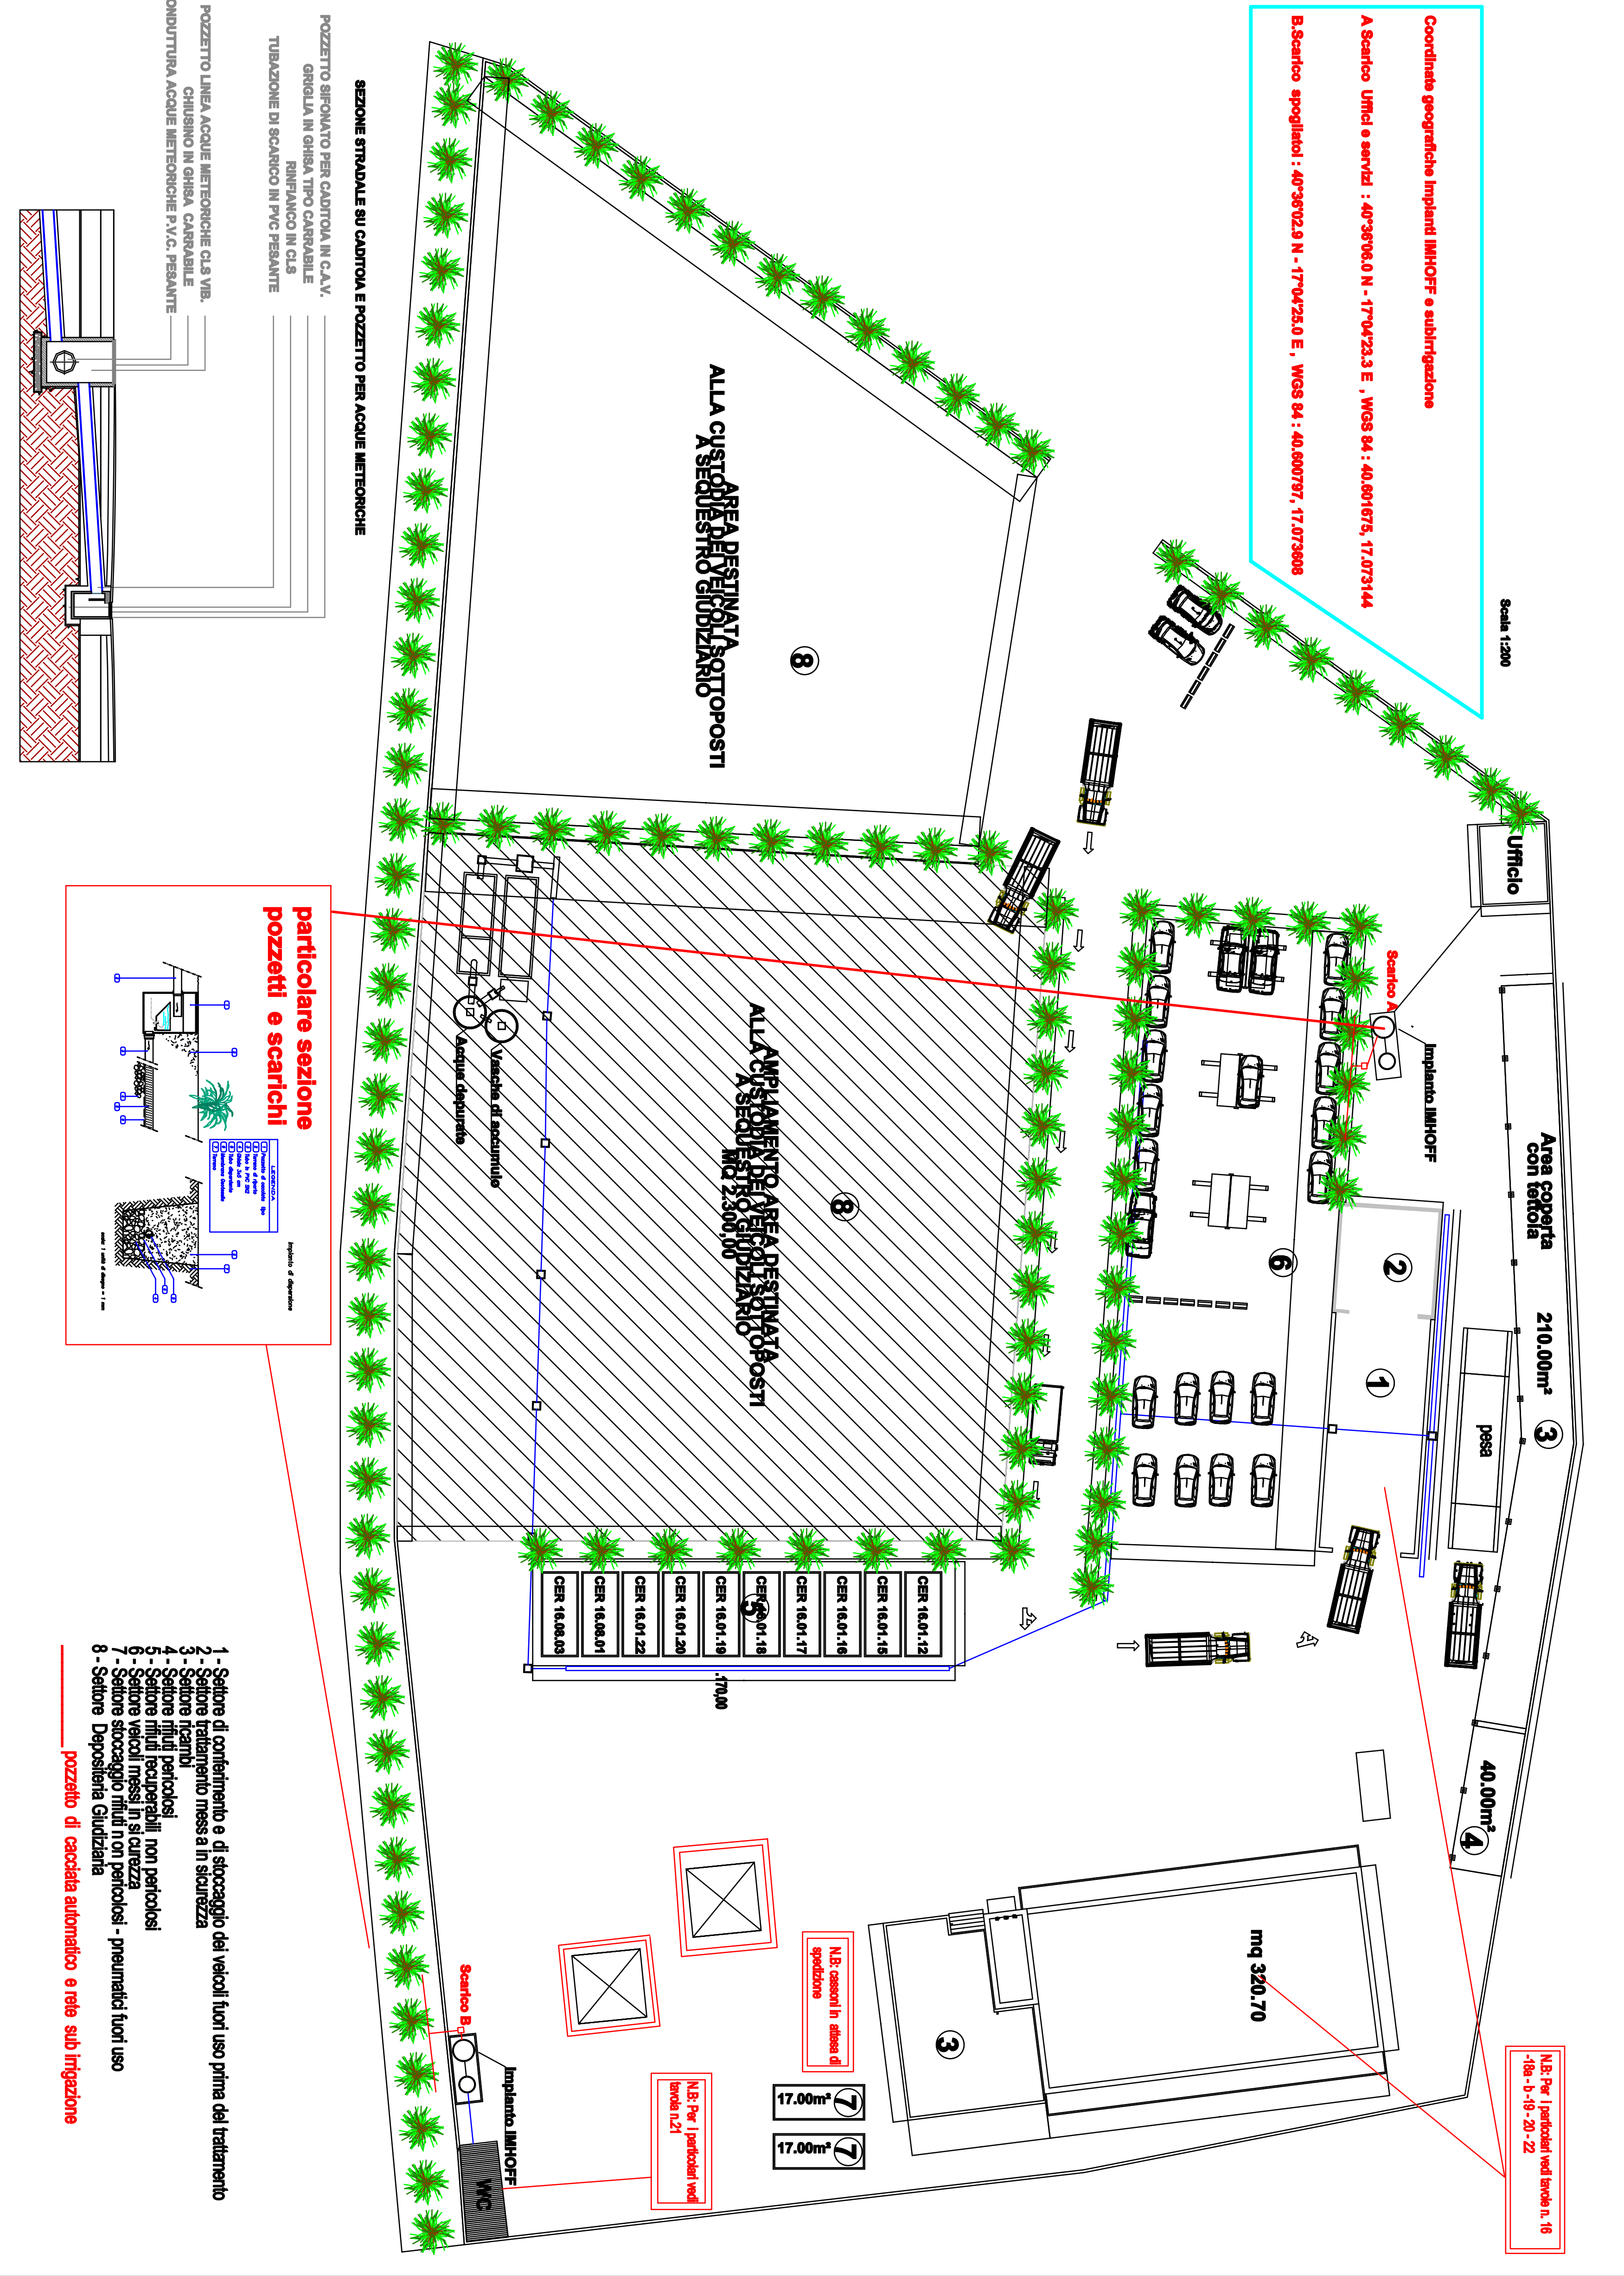 Scala 1:200
Coordinate geografiche impianti IMHOFF e subirrigazione
A Scarico Uffici e servizi : 40°36'06.0 N - 17°04'23.3 E , WGS 84 : 40.601675, 17.073144
B.Scarico spogliatoi : 40°36'02.9 N - 17°04'25.0 E , WGS 84 : 40.600797, 17.073608
Ufficio
Area coperta
con tettoia
210.00m²
3
pesa
40.00m²
4
Scarico A
Impianto IMHOFF
2
1
6
N.B: Per i particolari vedi tavole n. 16
-18a - b -19 - 20 - 22
mq 320.70
3
AREA DESTINATA
ALLA CUSTODIA DEI VEICOLI SOTTOPOSTI
A SEQUESTRO GIUDIZIARIO
8
AMPLIAMENTO AREA DESTINATA
ALLA CUSTODIA DEI VEICOLI SOTTOPOSTI
A SEQUESTRO GIUDIZIARIO
MQ 2.300,00
8
Vasche di accumulo
Acque depurate
CER 16.01.12
CER 16.01.15
CER 16.01.16
CER 16.01.17
CER 16.01.18
CER 16.01.19
CER 16.01.20
CER 16.01.22
CER 16.08.01
CER 16.08.03
5
.170,00
N.B: cassoni in attesa di
spedizione
17.00m²
7
17.00m²
7
N.B: Per i particolari vedi
tavola n.21
Scarico B
Impianto IMHOFF
WC
SEZIONE STRADALE SU CADITOIA E POZZETTO PER ACQUE METEORICHE
POZZETTO SIFONATO PER CADITOIA IN C.A.V.
GRIGLIA IN GHISA TIPO CARRABILE
RINFIANCO IN CLS
TUBAZIONE DI SCARICO IN PVC PESANTE
POZZETTO LINEA ACQUE METEORICHE CLS VIB.
CHIUSINO IN GHISA CARRABILE
ONDUTTURA ACQUE METEORICHE P.V.C. PESANTE
particolare sezione
pozzetti e scarichi
Impianto di dispersione
LEGENDA
1 - Settore di conferimento e di stoccaggio dei veicoli fuori uso prima del trattamento
2 - Settore trattamento messa in sicurezza
3 - Settore ricambi
4 - Settore rifiuti pericolosi
5 - Settore rifiuti recuperabili non pericolosi
6 - Settore veicoli messi in sicurezza
7 - Settore stoccaggio rifiuti non pericolosi - pneumatici fuori uso
8 - Settore Depositeria Giudiziaria
pozzetto di cacciata automatico e rete sub irrigazione